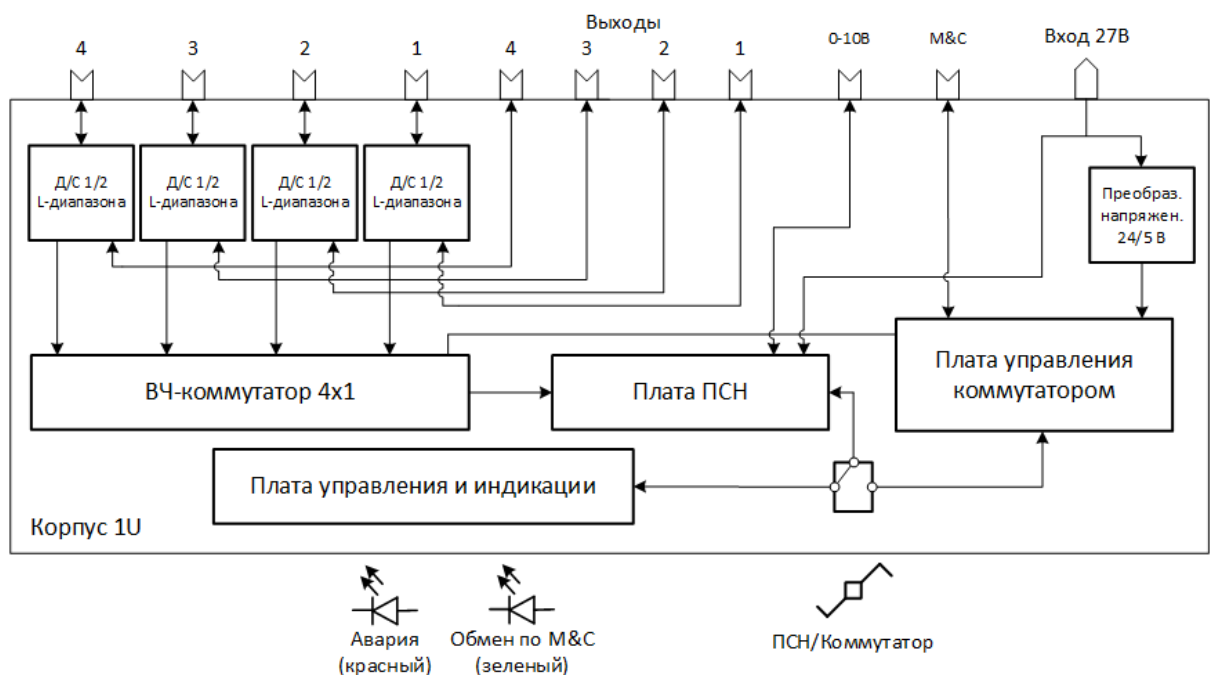 Выходы
4 3 2 1 4 3 2 1 0-10В М&С Вход 27В
Д/С 1/2
L-диапазона
Д/С 1/2
L-диапазона
Д/С 1/2
L-диапазона
Д/С 1/2
L-диапазона
Преобраз.
напряжен.
24/5 В
ВЧ-коммутатор 4х1
Плата ПСН
Плата управления
коммутатором
Плата управления и индикации
Корпус 1U
Авария
(красный)
Обмен по М&С
(зеленый)
ПСН/Коммутатор